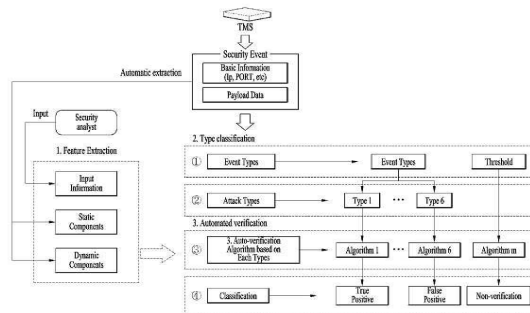 TMS
Security Event
Basic Information
(Ip, PORT, etc)
Payload Data
Automatic extraction
Input
Security
analyst
1. Feature Extraction
Input
Information
Static
Components
Dynamic
Components
2. Type classification
① Event Types
Event Types
Threshold
② Attack Types
Type 1
...
Type 6
3. Automated verification
③ 3. Auto-verification
Algorithm based on
Each Types
Algorithm 1
...
Algorithm 6
Algorithm m
④ Classification
True
Positive
False
Positive
Non-verification